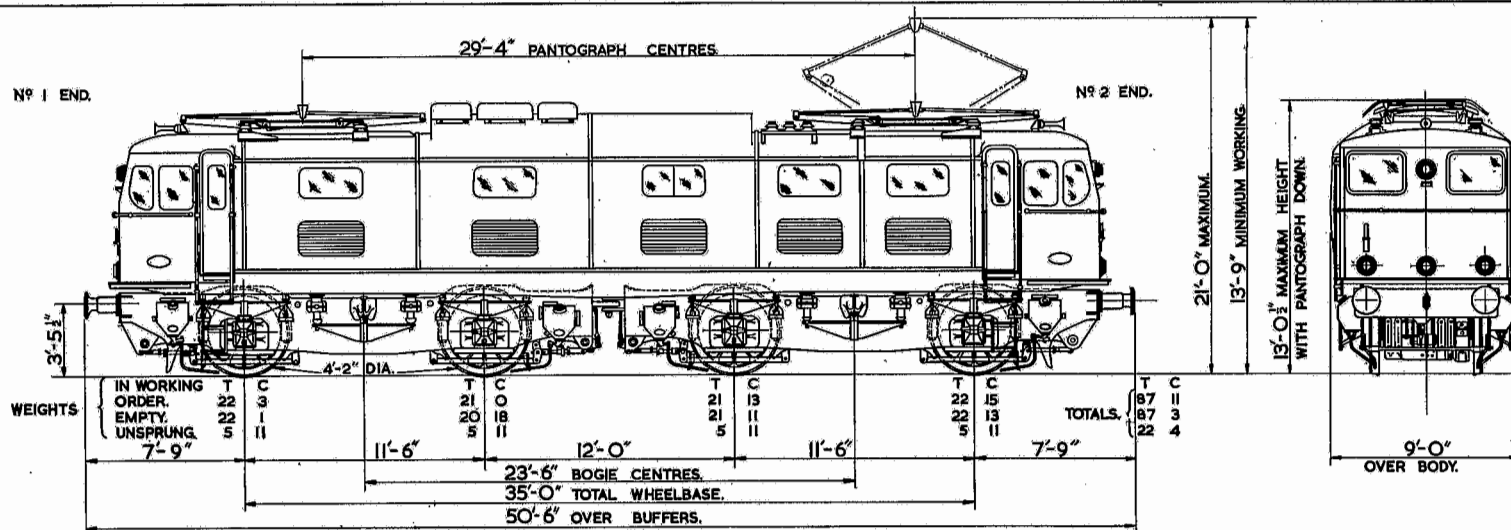 29'-4" PANTOGRAPH CENTRES.
Nº 1 END.
Nº 2 END.
21'-0" MAXIMUM.
13'-9" MINIMUM WORKING.
13'-0½" MAXIMUM HEIGHT
WITH PANTOGRAPH DOWN.
3'-5½"
4'-2" DIA.
WEIGHTS
IN WORKING T C T C T C T C T C
ORDER. 22 3 21 0 21 13 22 15 87 11
EMPTY. 22 1 20 18 21 11 22 13 TOTALS. 87 3
UNSPRUNG. 5 11 5 11 5 11 5 11 22 4
7'-9" 11'-6" 12'-0" 11'-6" 7'-9"
23'-6" BOGIE CENTRES.
35'-0" TOTAL WHEELBASE.
50'-6" OVER BUFFERS.
9'-0"
OVER BODY.